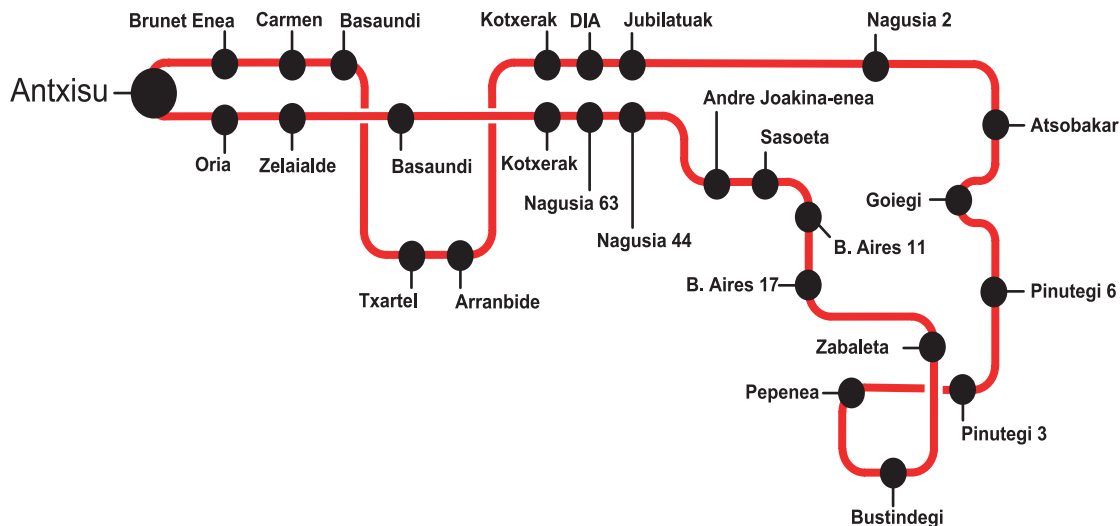 Brunet Enea
Carmen
Basaundi
Kotxerak
DIA
Jubilatuak
Nagusia 2
Antxisu
Andre Joakina-enea
Atsobakar
Sasoeta
Oria
Zelaialde
Basaundi
Kotxerak
Nagusia 63
Goiegi
Nagusia 44
B. Aires 11
B. Aires 17
Txartel
Arranbide
Pinutegi 6
Zabaleta
Pepenea
Pinutegi 3
Bustindegi